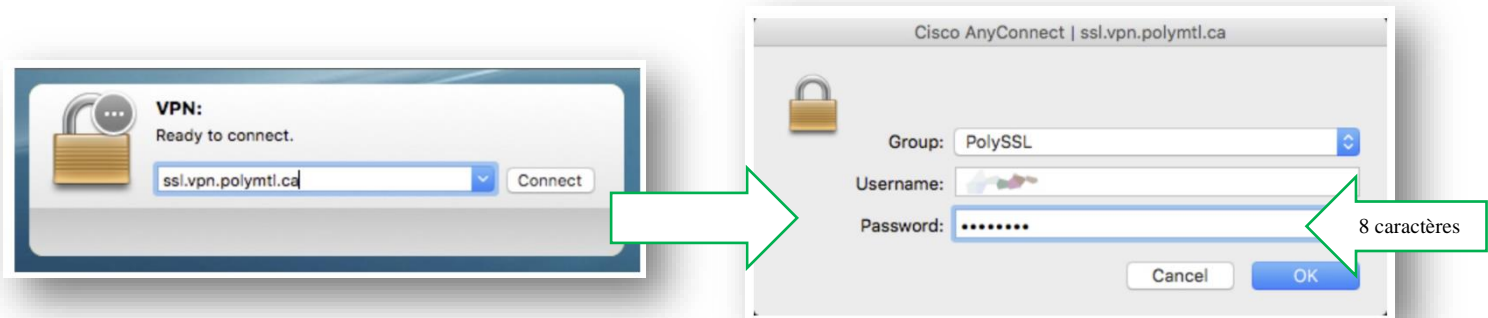 VPN:
Ready to connect.
ssl.vpn.polymtl.ca
Connect
Cisco AnyConnect | ssl.vpn.polymtl.ca
Group: PolySSL
Username:
Password: ••••••••
8 caractères
Cancel
OK